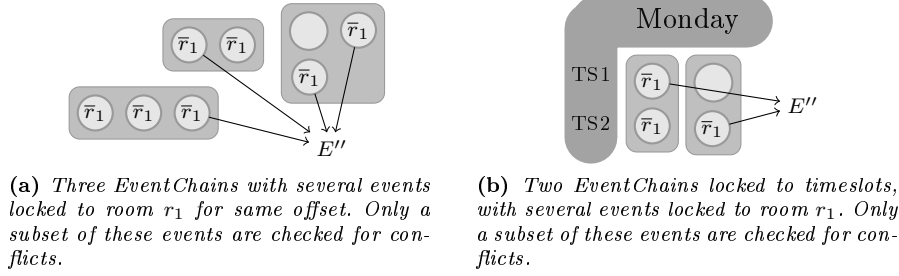 r̅₁ r̅₁ r̅₁
r̅₁
r̅₁ r̅₁ r̅₁
E′′
(a) Three EventChains with several events
locked to room r₁ for same offset. Only a
subset of these events are checked for con-
flicts.
Monday
TS1 r̅₁
E′′
TS2 r̅₁ r̅₁
(b) Two EventChains locked to timeslots,
with several events locked to room r₁. Only
a subset of these events are checked for con-
flicts.